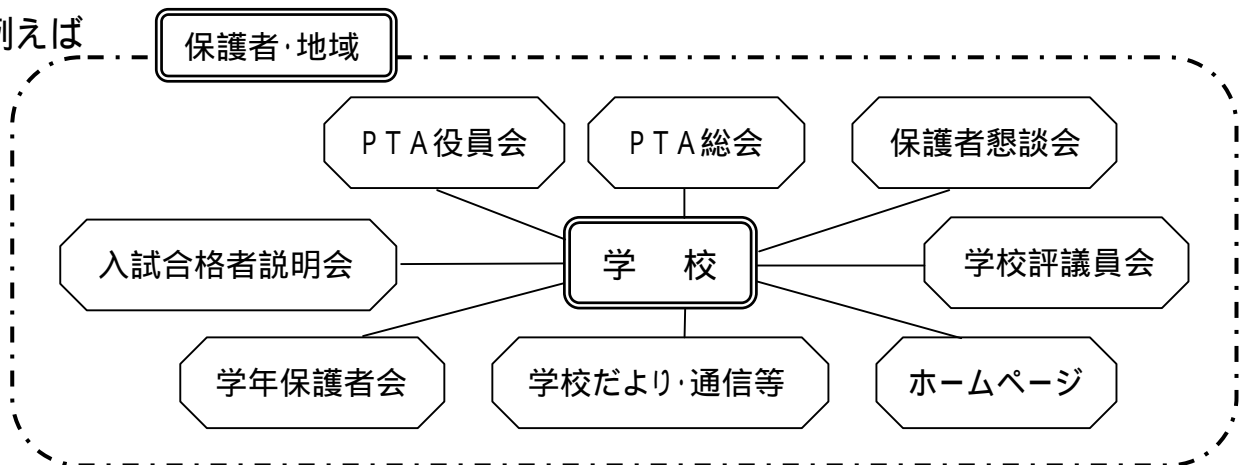 例えば
保護者・地域
ＰＴＡ役員会
ＰＴＡ総会
保護者懇談会
入試合格者説明会
学　校
学校評議員会
学年保護者会
学校だより・通信等
ホームページ